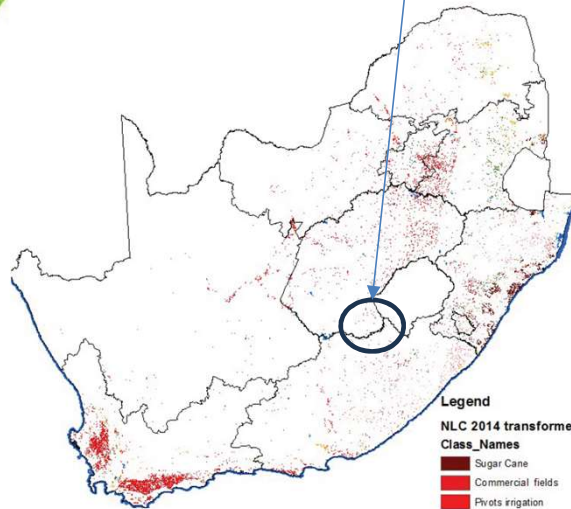 Legend
NLC 2014 transforme
Class_Names
Sugar Cane
Commercial fields
Pivots irrigation